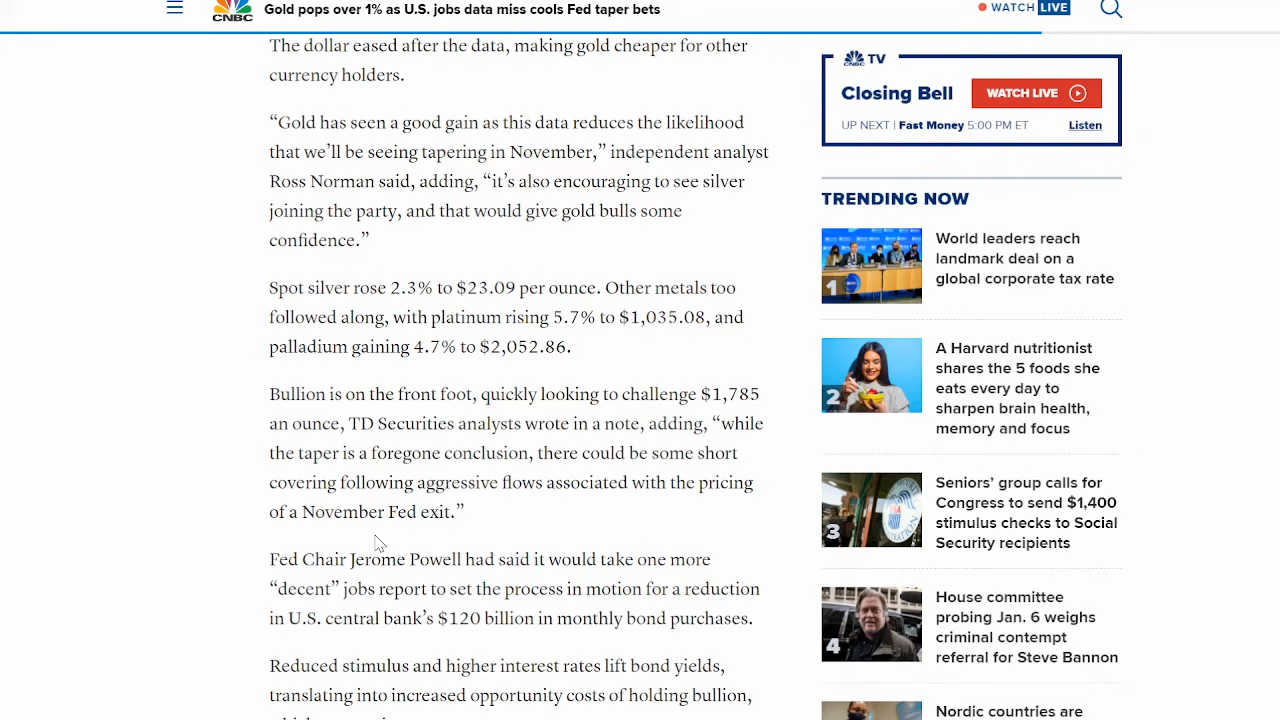 CNBC
Gold pops over 1% as U.S. jobs data miss cools Fed taper bets
WATCH LIVE
The dollar eased after the data, making gold cheaper for other
currency holders.
“Gold has seen a good gain as this data reduces the likelihood
that we’ll be seeing tapering in November,” independent analyst
Ross Norman said, adding, “it’s also encouraging to see silver
joining the party, and that would give gold bulls some
confidence.”
Spot silver rose 2.3% to $23.09 per ounce. Other metals too
followed along, with platinum rising 5.7% to $1,035.08, and
palladium gaining 4.7% to $2,052.86.
Bullion is on the front foot, quickly looking to challenge $1,785
an ounce, TD Securities analysts wrote in a note, adding, “while
the taper is a foregone conclusion, there could be some short
covering following aggressive flows associated with the pricing
of a November Fed exit.”
Fed Chair Jerome Powell had said it would take one more
“decent” jobs report to set the process in motion for a reduction
in U.S. central bank’s $120 billion in monthly bond purchases.
Reduced stimulus and higher interest rates lift bond yields,
translating into increased opportunity costs of holding bullion,
CNBC TV
Closing Bell
WATCH LIVE
UP NEXT | Fast Money 5:00 PM ET
Listen
TRENDING NOW
1
World leaders reach
landmark deal on a
global corporate tax rate
2
A Harvard nutritionist
shares the 5 foods she
eats every day to
sharpen brain health,
memory and focus
3
Seniors’ group calls for
Congress to send $1,400
stimulus checks to Social
Security recipients
4
House committee
probing Jan. 6 weighs
criminal contempt
referral for Steve Bannon
Nordic countries are